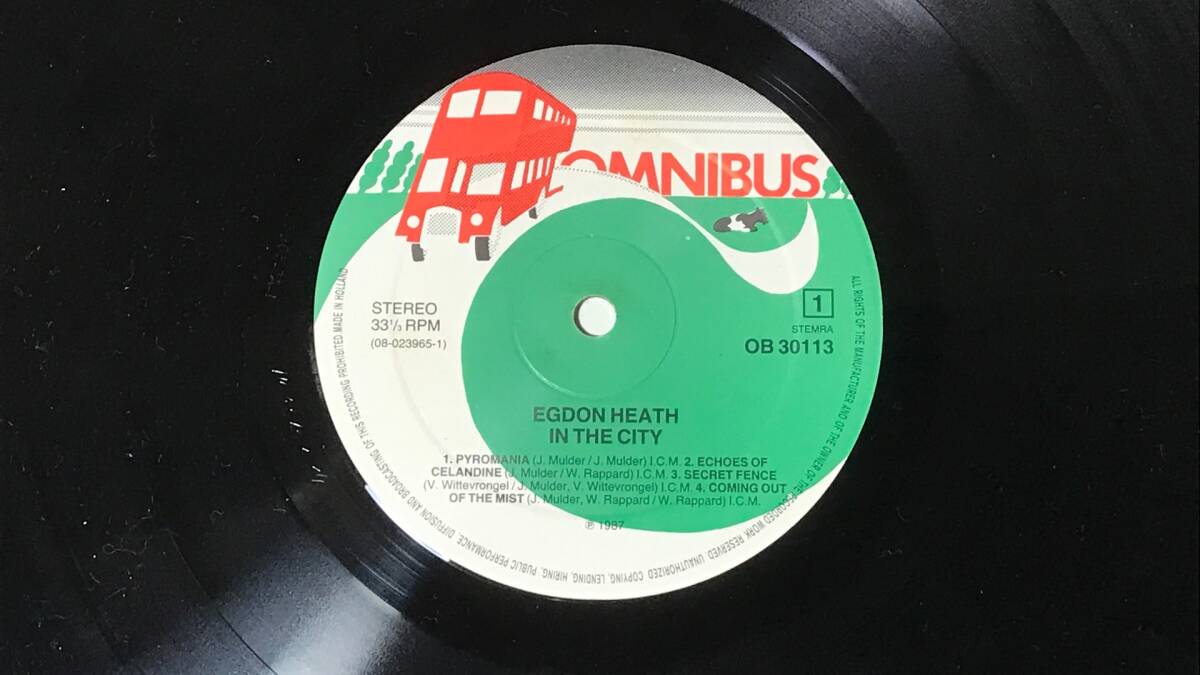 OMNIBUS
STEREO
33⅓ RPM
(08-023965-1)
1
STEMRA
OB 30113
EGDON HEATH
IN THE CITY
1. PYROMANIA (J. Mulder / J. Mulder) I.C.M. 2. ECHOES OF
CELANDINE (J. Mulder / W. Rappard) I.C.M. 3. SECRET FENCE
(V. Wittevrongel / J. Mulder, V. Wittevrongel) I.C.M. 4. COMING OUT
OF THE MIST (J. Mulder, W. Rappard / W. Rappard) I.C.M.
℗ 1987
ALL RIGHTS OF THE MANUFACTURER AND OF THE OWNER OF THE RECORDED WORK RESERVED. UNAUTHORIZED COPYING, LENDING, HIRING, PUBLIC PERFORMANCE, DIFFUSION AND BROADCASTING OF THIS RECORDING PROHIBITED MADE IN HOLLAND